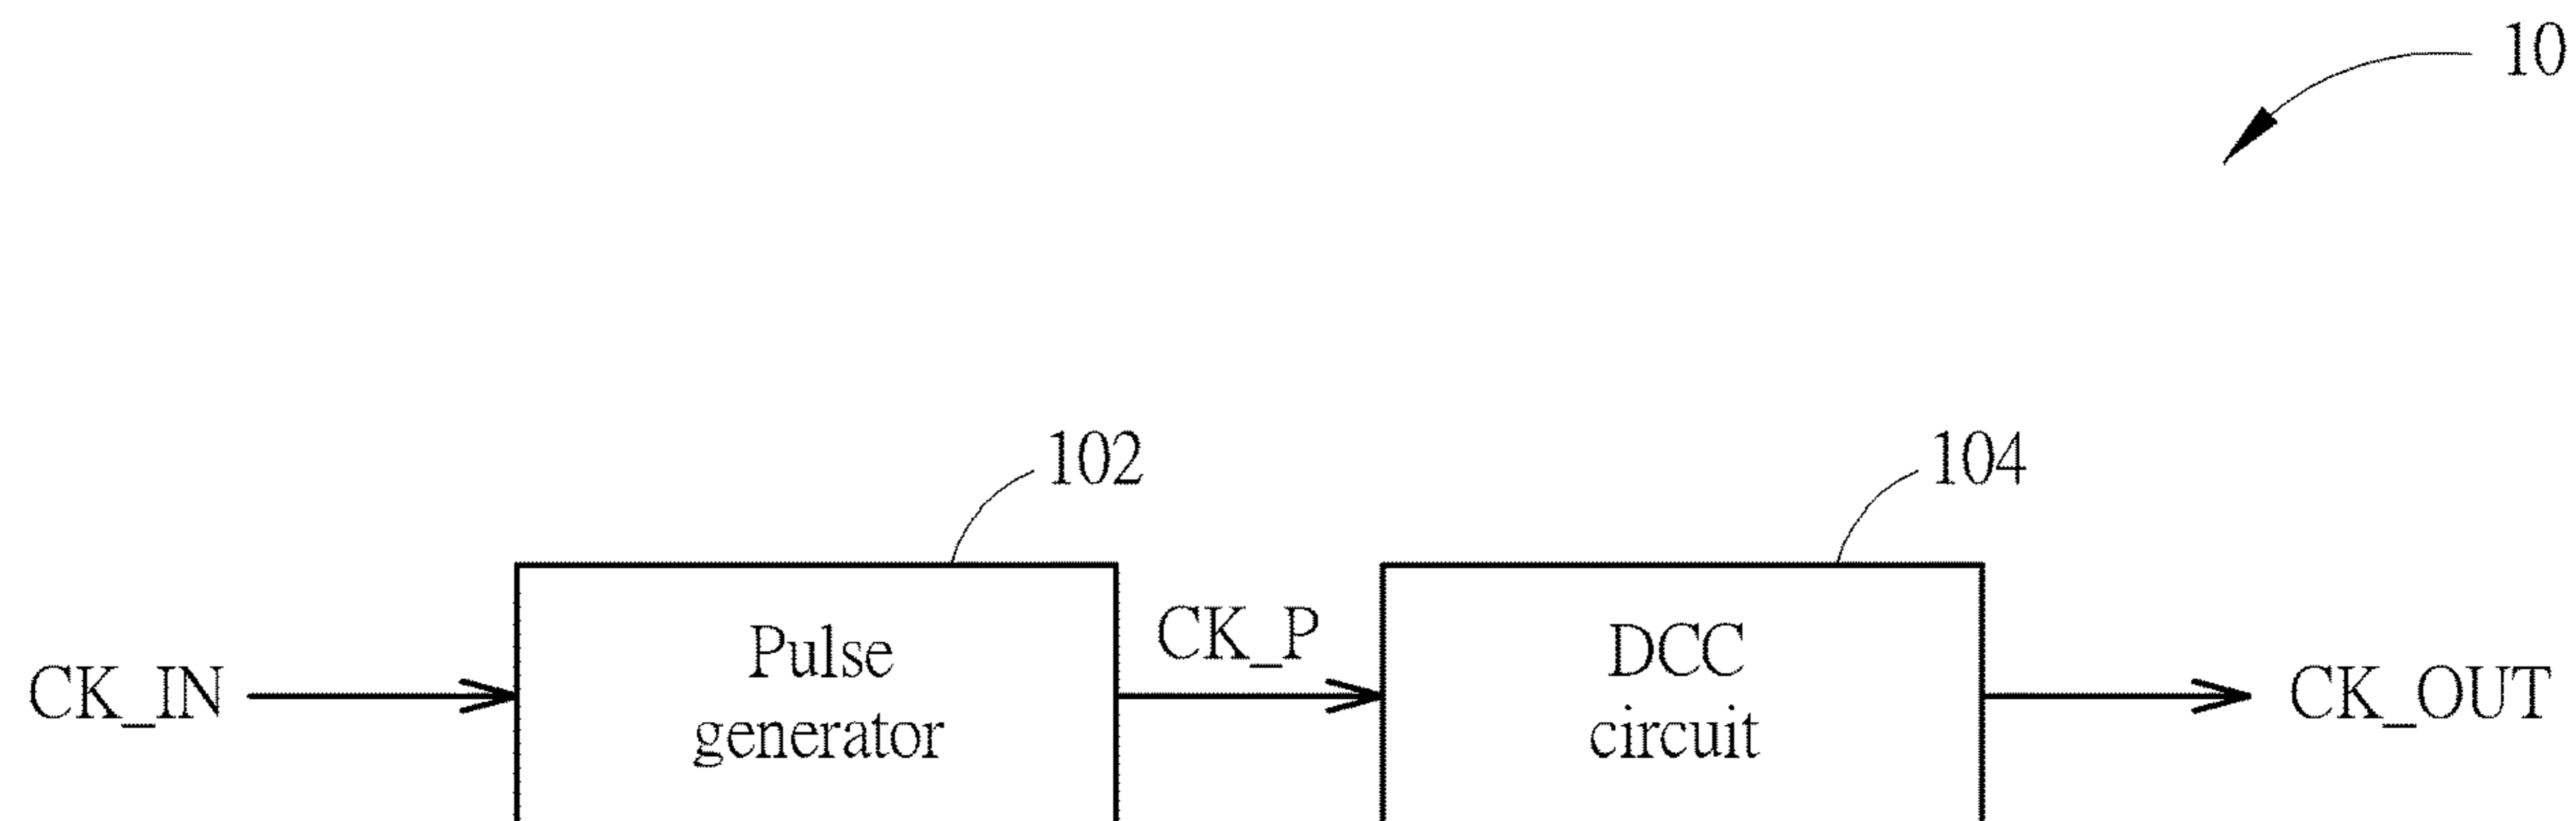 10
102
104
CK_IN
Pulse
generator
CK_P
DCC
circuit
CK_OUT